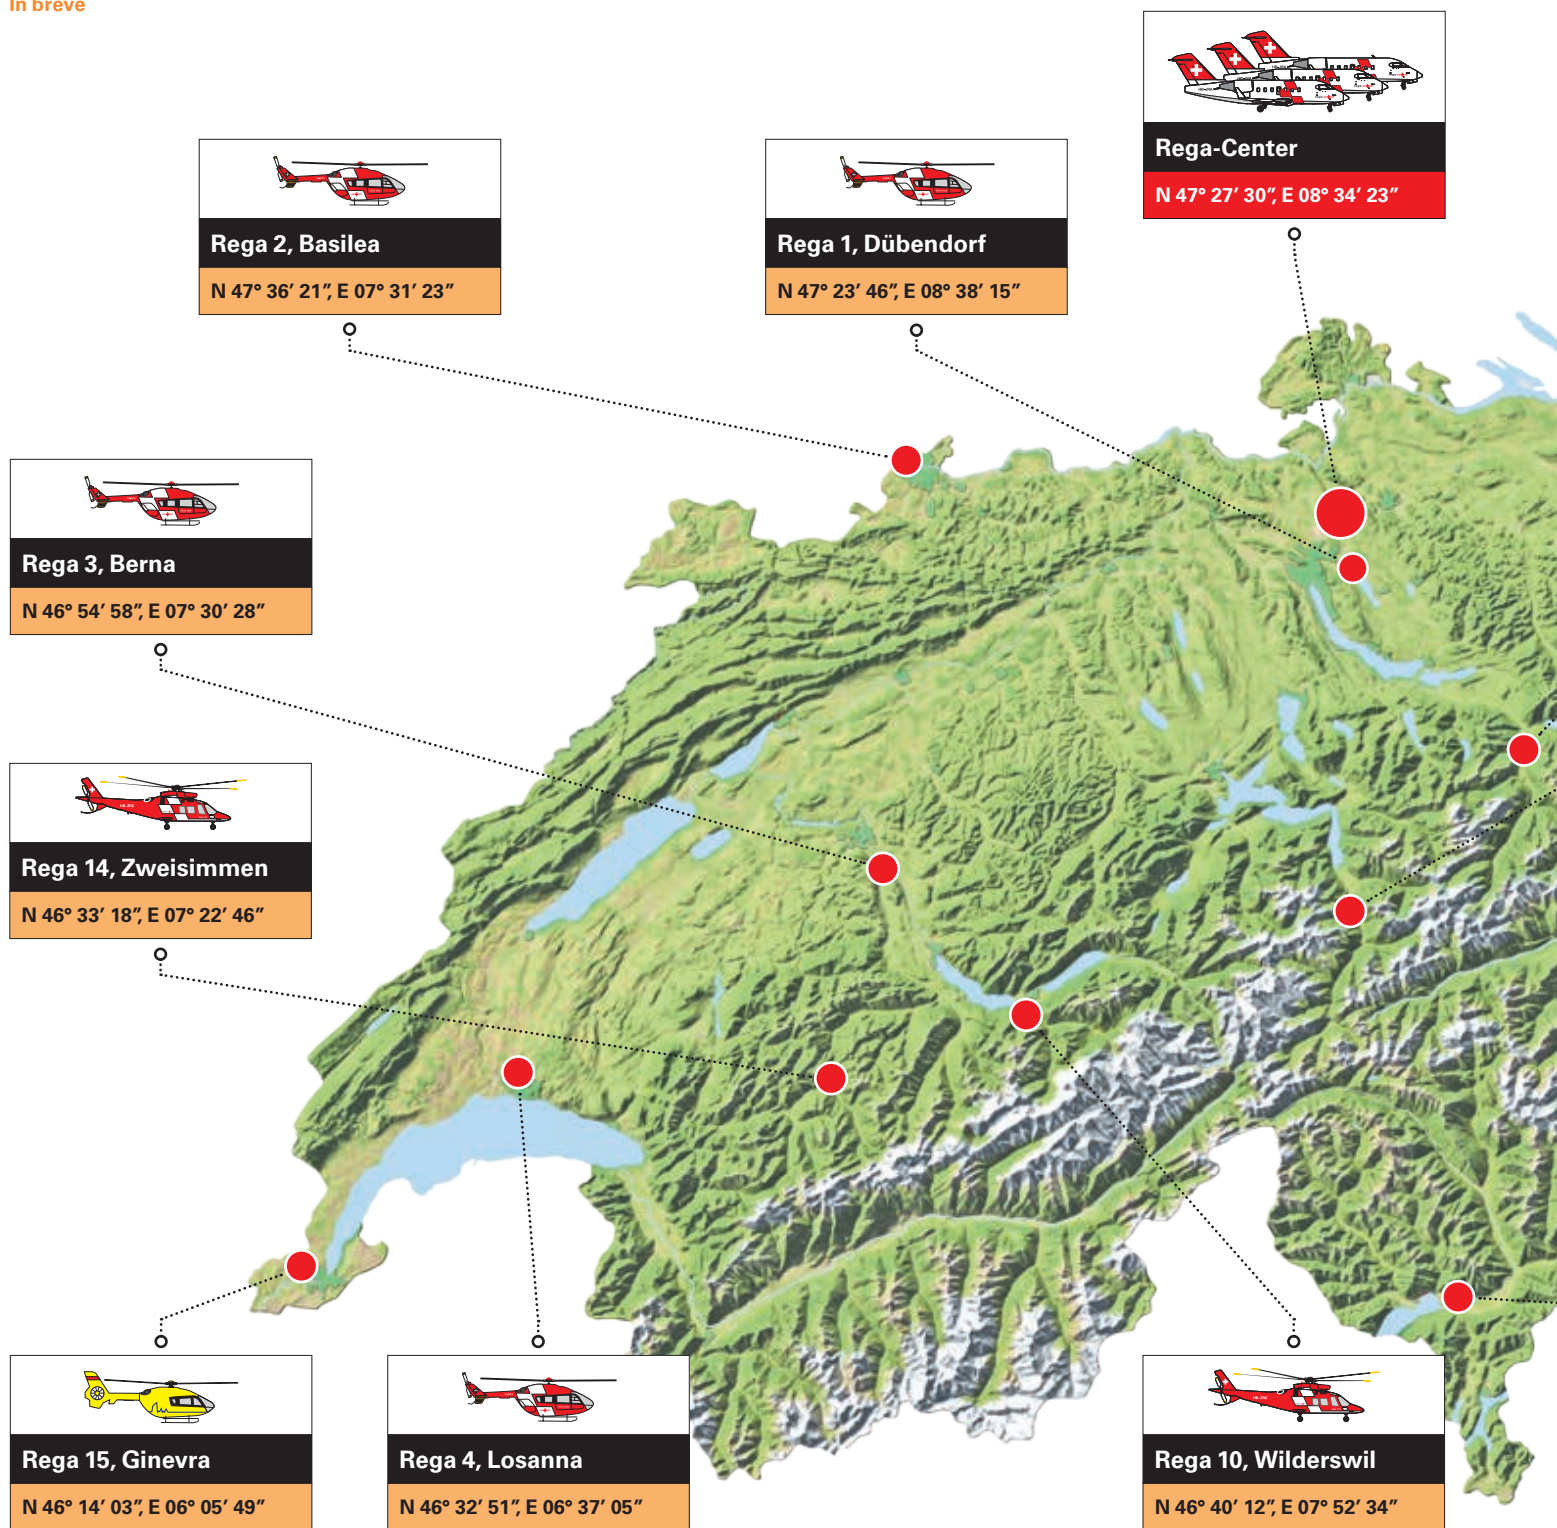 In breve
Rega-Center
N 47° 27′ 30″, E 08° 34′ 23″
Rega 2, Basilea
N 47° 36′ 21″, E 07° 31′ 23″
Rega 1, Dübendorf
N 47° 23′ 46″, E 08° 38′ 15″
Rega 3, Berna
N 46° 54′ 58″, E 07° 30′ 28″
Rega 14, Zweisimmen
N 46° 33′ 18″, E 07° 22′ 46″
Rega 15, Ginevra
N 46° 14′ 03″, E 06° 05′ 49″
Rega 4, Losanna
N 46° 32′ 51″, E 06° 37′ 05″
Rega 10, Wilderswil
N 46° 40′ 12″, E 07° 52′ 34″